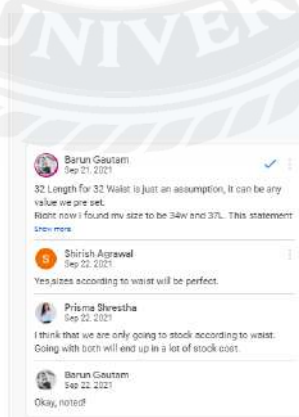 UNIVER
Barun Gautam
Sep 21, 2021
32 Length for 32 Waist is just an assumption, it can be any
value we pre set.
Right now i found my size to be 34w and 37L. This statement
Show more
S
Shirish Agrawal
Sep 22, 2021
Yes,sizes according to waist will be perfect.
Prisma Shrestha
Sep 22, 2021
I think that we are only going to stock according to waist.
Going with both will end up in a lot of stock cost.
Barun Gautam
Sep 22, 2021
Okay, noted!